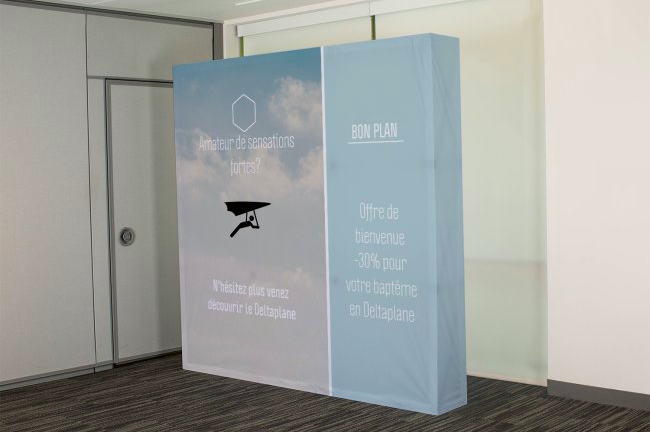 Amateur de sensations
fortes?
N'hésitez plus venez
découvrir le Deltaplane
BON PLAN
Offre de
bienvenue
-30% pour
votre baptême
en Deltaplane